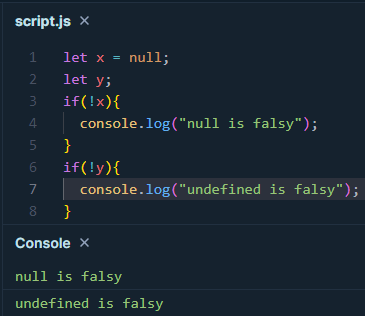 script.js ×
1 let x = null;
2 let y;
3 if(!x){
4 console.log("null is falsy");
5 }
6 if(!y){
7 console.log("undefined is falsy");
8 }
Console ×
null is falsy
undefined is falsy